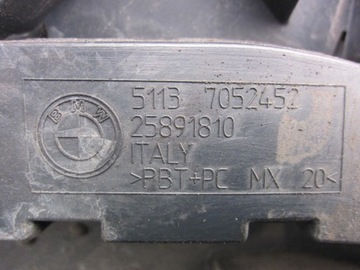 BMW
5113 7052452
25891810
ITALY
>PBT+PC MX 20<